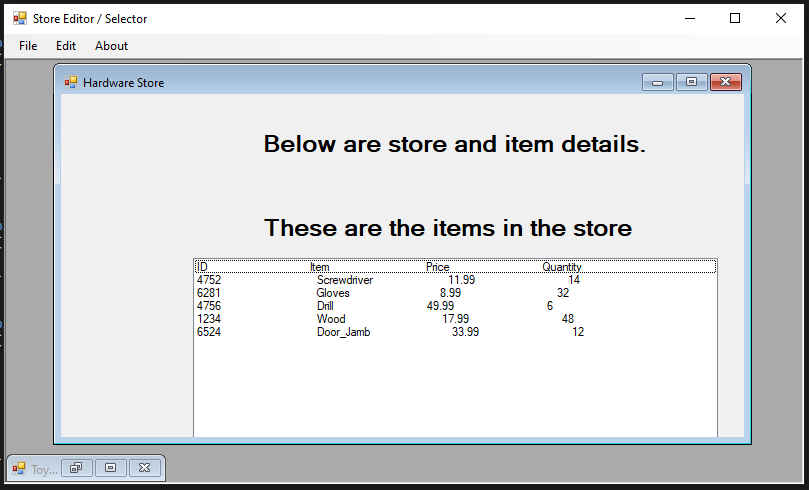 Store Editor / Selector
File Edit About
Hardware Store
Below are store and item details.
These are the items in the store
ID Item Price Quantity
4752 Screwdriver 11.99 14
6281 Gloves 8.99 32
4756 Drill 49.99 6
1234 Wood 17.99 48
6524 Door_Jamb 33.99 12
Toy...